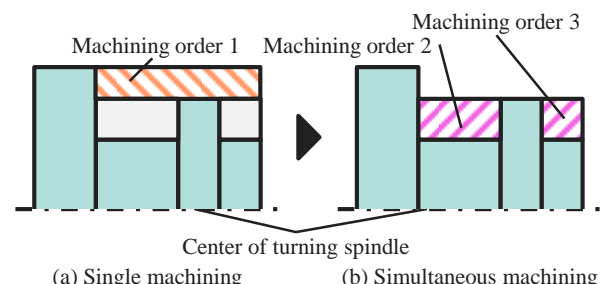 Machining order 3
Machining order 1
Machining order 2
Center of turning spindle
(a) Single machining
(b) Simultaneous machining